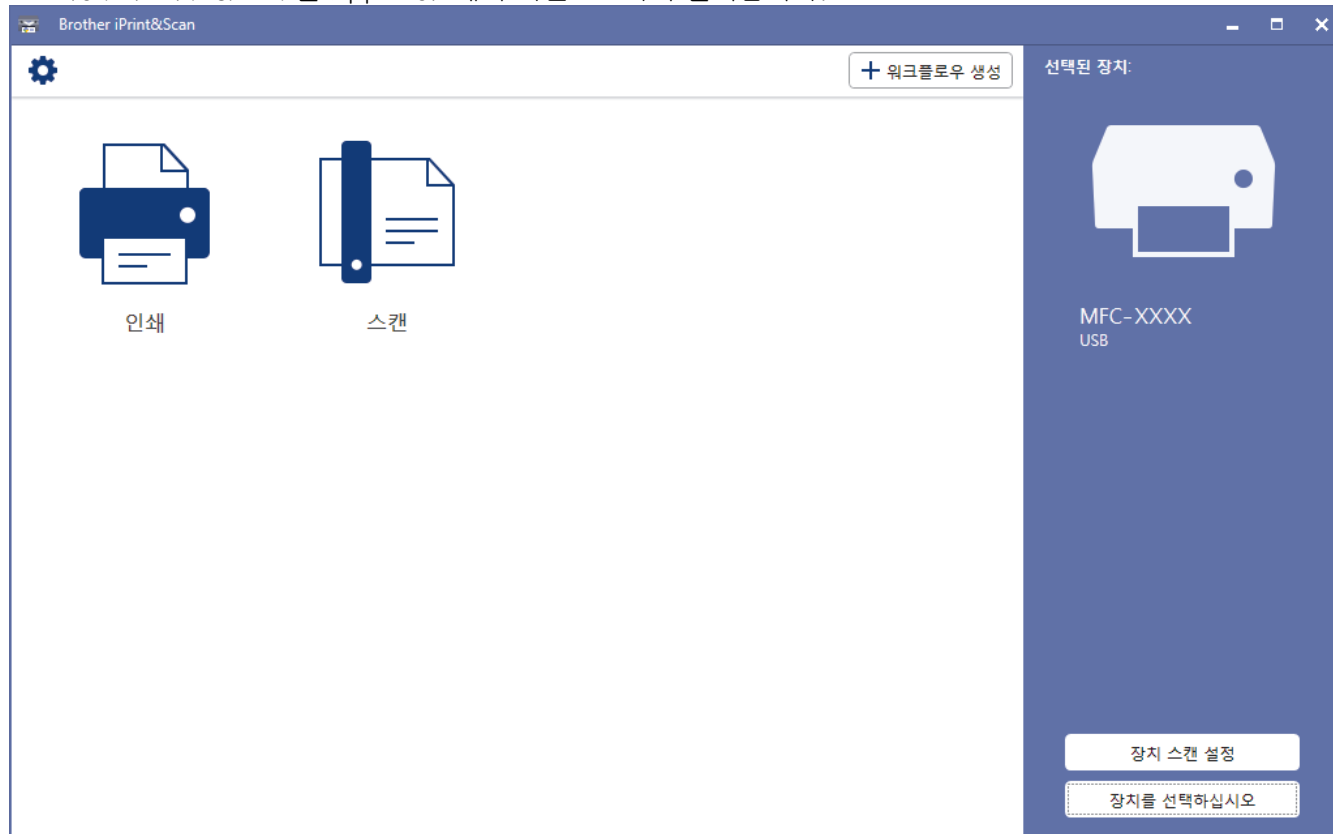 Brother iPrint&Scan
워크플로우 생성
선택된 장치:
인쇄
스캔
MFC-XXXX
USB
장치 스캔 설정
장치를 선택하십시오